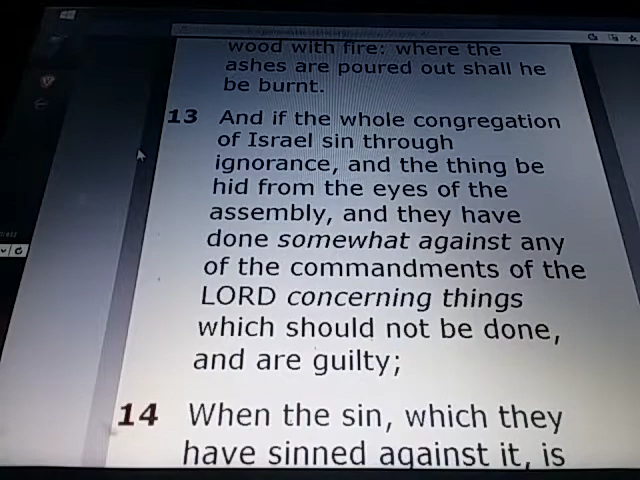 wood with fire: where the
ashes are poured out shall he
be burnt.
13 And if the whole congregation
of Israel sin through
ignorance, and the thing be
hid from the eyes of the
assembly, and they have
done somewhat against any
of the commandments of the
LORD concerning things
which should not be done,
and are guilty;
14 When the sin, which they
have sinned against it, is